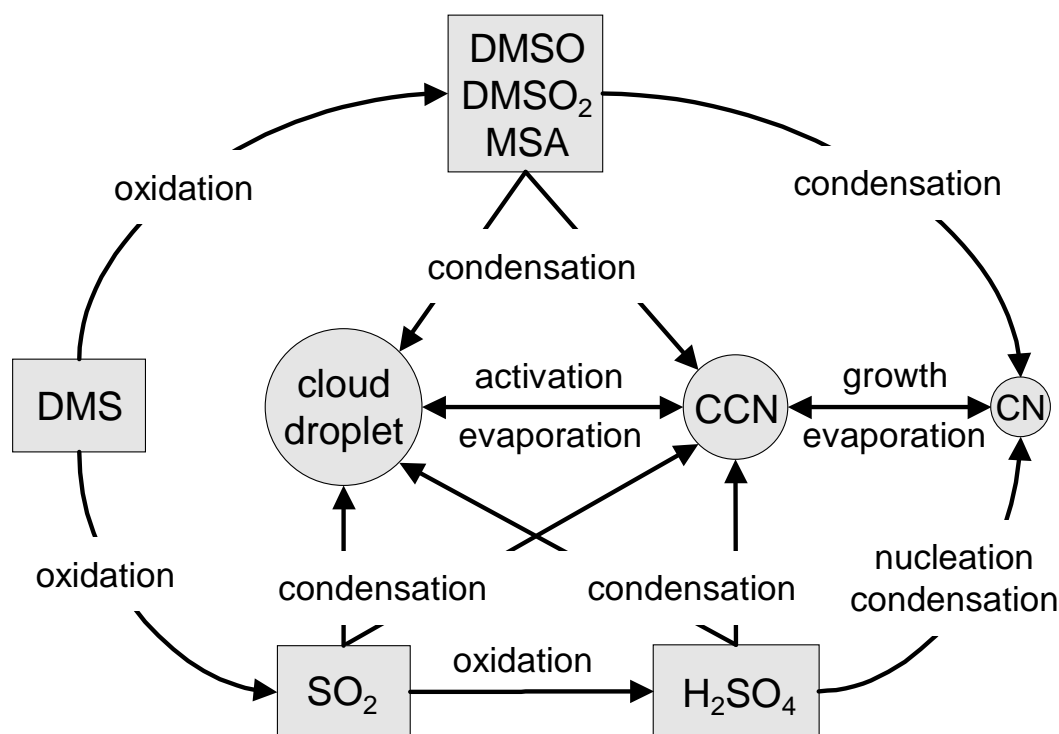 DMSO
DMSO₂
MSA
oxidation
condensation
condensation
DMS
cloud
droplet
activation
evaporation
CCN
growth
evaporation
CN
oxidation
condensation
condensation
nucleation
condensation
SO₂
oxidation
H₂SO₄